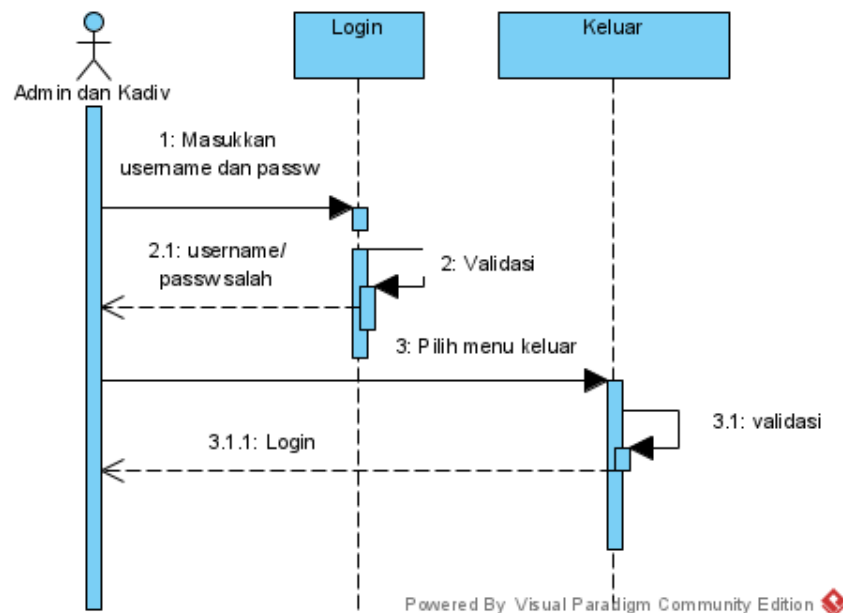 Login
Keluar
Admin dan Kadiv
1: Masukkan
username dan passw
2.1: username/
passw salah
2: Validasi
3: Pilih menu keluar
3.1: validasi
3.1.1: Login
Powered By Visual Paradigm Community Edition